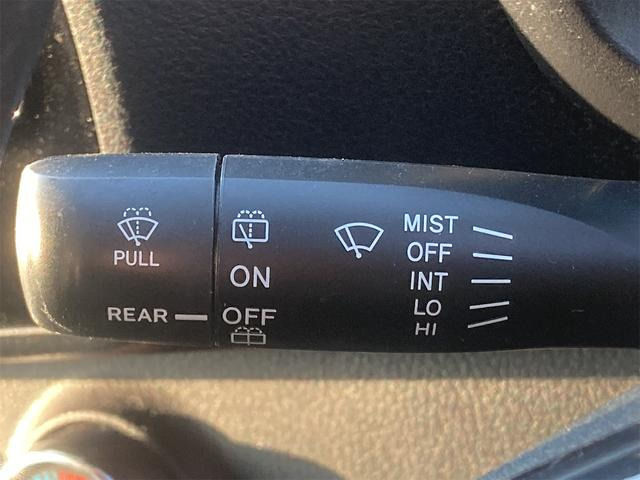 PULL
REAR
ON
OFF
MIST
OFF
INT
LO
HI